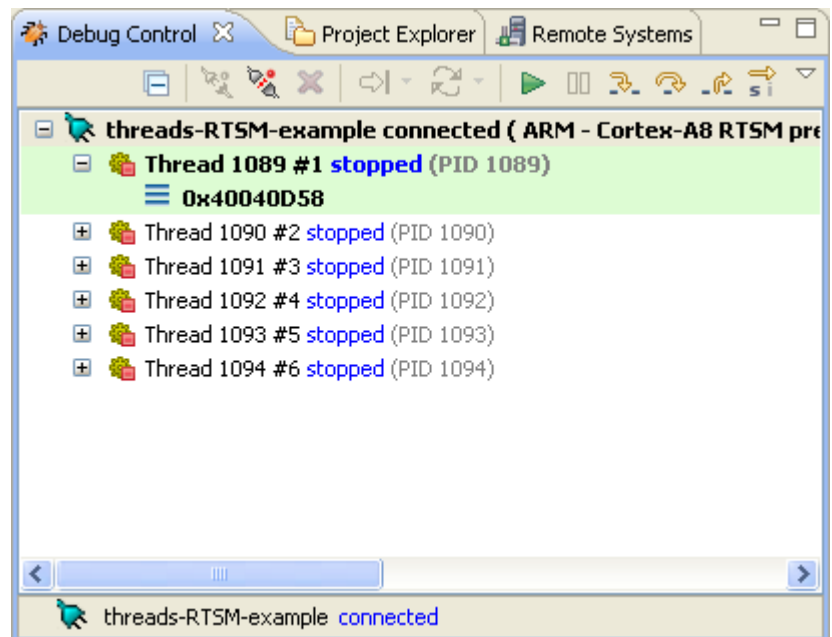 Debug Control Project Explorer Remote Systems
threads-RTSM-example connected ( ARM - Cortex-A8 RTSM pre
Thread 1089 #1 stopped (PID 1089)
0x40040D58
Thread 1090 #2 stopped (PID 1090)
Thread 1091 #3 stopped (PID 1091)
Thread 1092 #4 stopped (PID 1092)
Thread 1093 #5 stopped (PID 1093)
Thread 1094 #6 stopped (PID 1094)
threads-RTSM-example connected